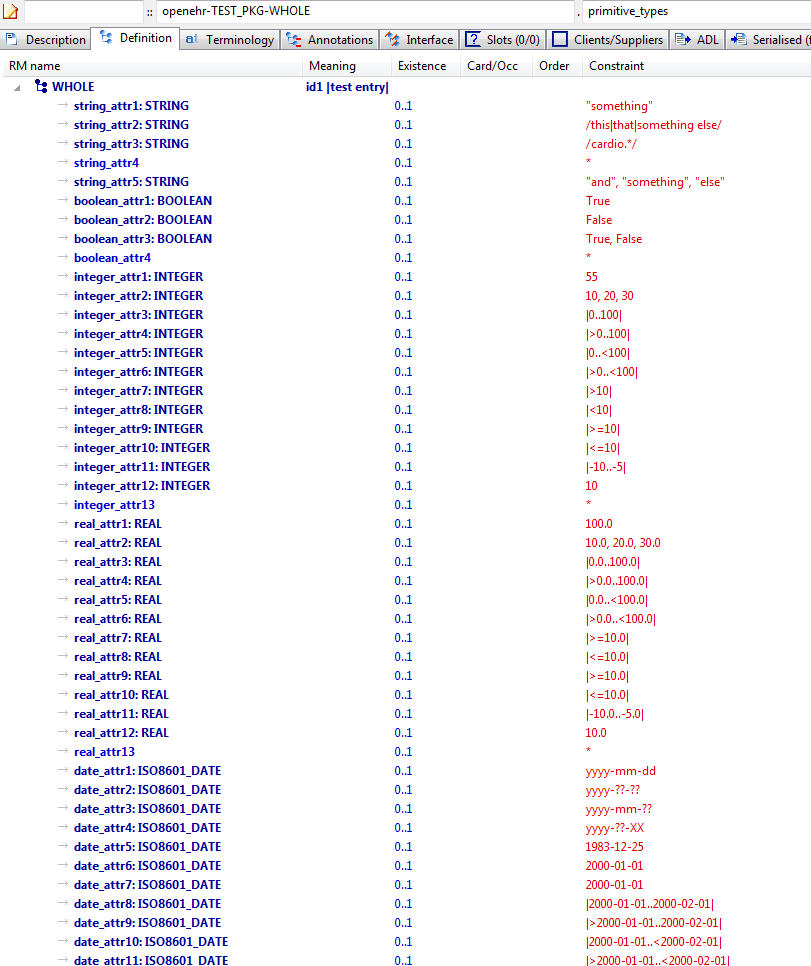 :: openehr-TEST_PKG-WHOLE . primitive_types
Description Definition Terminology Annotations Interface Slots (0/0) Clients/Suppliers ADL Serialised (
RM name Meaning Existence Card/Occ Order Constraint
WHOLE id1 |test entry|
string_attr1: STRING 0..1 "something"
string_attr2: STRING 0..1 /this|that|something else/
string_attr3: STRING 0..1 /cardio.*/
string_attr4 0..1 *
string_attr5: STRING 0..1 "and", "something", "else"
boolean_attr1: BOOLEAN 0..1 True
boolean_attr2: BOOLEAN 0..1 False
boolean_attr3: BOOLEAN 0..1 True, False
boolean_attr4 0..1 *
integer_attr1: INTEGER 0..1 55
integer_attr2: INTEGER 0..1 10, 20, 30
integer_attr3: INTEGER 0..1 |0..100|
integer_attr4: INTEGER 0..1 |>0..100|
integer_attr5: INTEGER 0..1 |0..<100|
integer_attr6: INTEGER 0..1 |>0..<100|
integer_attr7: INTEGER 0..1 |>10|
integer_attr8: INTEGER 0..1 |<10|
integer_attr9: INTEGER 0..1 |>=10|
integer_attr10: INTEGER 0..1 |<=10|
integer_attr11: INTEGER 0..1 |-10..-5|
integer_attr12: INTEGER 0..1 10
integer_attr13 0..1 *
real_attr1: REAL 0..1 100.0
real_attr2: REAL 0..1 10.0, 20.0, 30.0
real_attr3: REAL 0..1 |0.0..100.0|
real_attr4: REAL 0..1 |>0.0..100.0|
real_attr5: REAL 0..1 |0.0..<100.0|
real_attr6: REAL 0..1 |>0.0..<100.0|
real_attr7: REAL 0..1 |>=10.0|
real_attr8: REAL 0..1 |<=10.0|
real_attr9: REAL 0..1 |>=10.0|
real_attr10: REAL 0..1 |<=10.0|
real_attr11: REAL 0..1 |-10.0..-5.0|
real_attr12: REAL 0..1 10.0
real_attr13 0..1 *
date_attr1: ISO8601_DATE 0..1 yyyy-mm-dd
date_attr2: ISO8601_DATE 0..1 yyyy-??-??
date_attr3: ISO8601_DATE 0..1 yyyy-mm-??
date_attr4: ISO8601_DATE 0..1 yyyy-??-XX
date_attr5: ISO8601_DATE 0..1 1983-12-25
date_attr6: ISO8601_DATE 0..1 2000-01-01
date_attr7: ISO8601_DATE 0..1 2000-01-01
date_attr8: ISO8601_DATE 0..1 |2000-01-01..2000-02-01|
date_attr9: ISO8601_DATE 0..1 |>2000-01-01..2000-02-01|
date_attr10: ISO8601_DATE 0..1 |2000-01-01..<2000-02-01|
date_attr11: ISO8601_DATE 0..1 |>2000-01-01..<2000-02-01|